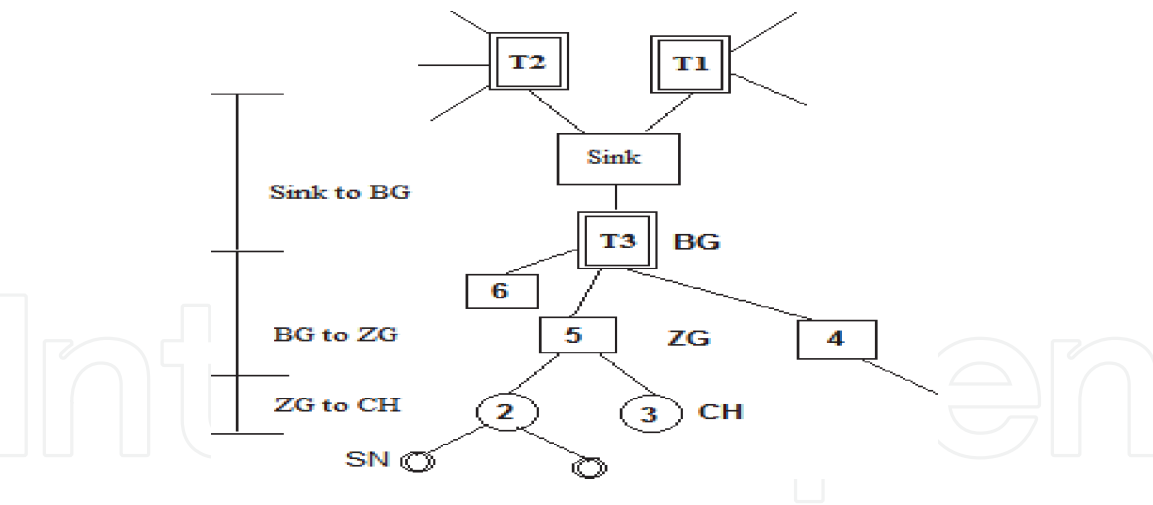 T2
T1
Sink
Sink to BG
T3 BG
6
BG to ZG
5 ZG 4
ZG to CH
2 3 CH
SN